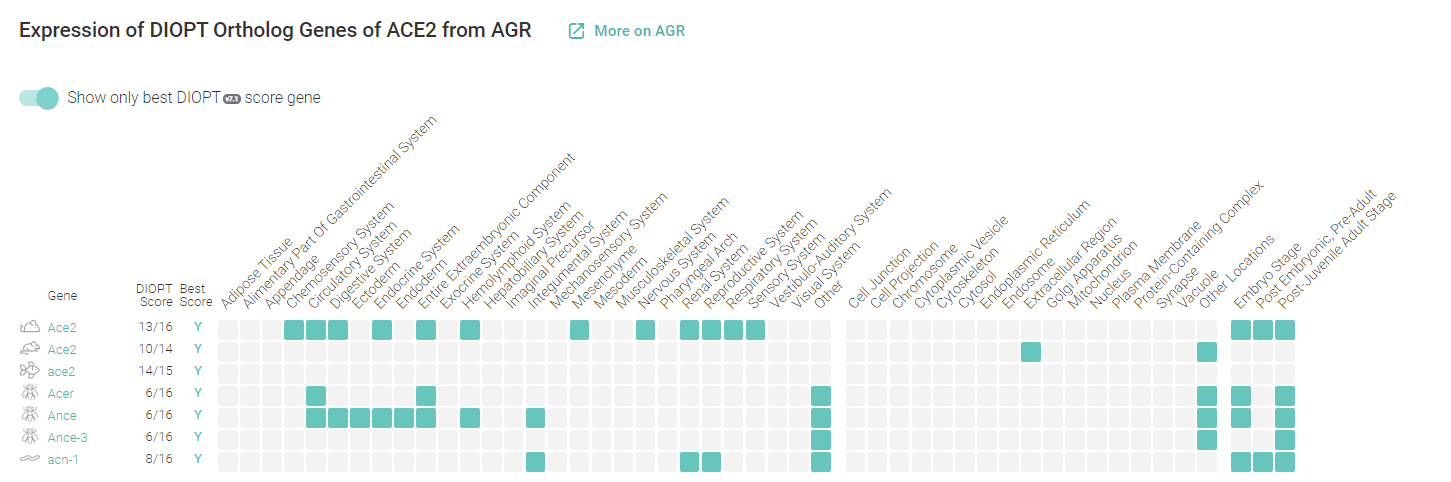 Expression of DIOPT Ortholog Genes of ACE2 from AGR More on AGR
Show only best DIOPT v7.1 score gene
Gene
DIOPT Score
Best Score
Adipose Tissue
Alimentary Part Of Gastrointestinal System
Appendage
Chemosensory System
Circulatory System
Digestive System
Ectoderm
Endocrine System
Endoderm
Entire Extraembryonic Component
Exocrine System
Hemolymphoid System
Hepatobiliary System
Imaginal Precursor
Integumental System
Mechanosensory System
Mesenchyme
Mesoderm
Musculoskeletal System
Nervous System
Pharyngeal Arch
Renal System
Reproductive System
Respiratory System
Sensory System
Vestibulo-Auditory System
Visual System
Other
Cell Junction
Cell Projection
Chromosome
Cytoplasmic Vesicle
Cytoskeleton
Cytosol
Endoplasmic Reticulum
Endosome
Extracellular Region
Golgi Apparatus
Mitochondrion
Nucleus
Plasma Membrane
Protein-Containing Complex
Synapse
Vacuole
Other Locations
Embryo Stage
Post Embryonic, Pre-Adult
Post-Juvenile Adult Stage
Ace2 13/16 Y
Ace2 10/14 Y
ace2 14/15 Y
Acer 6/16 Y
Ance 6/16 Y
Ance-3 6/16 Y
acn-1 8/16 Y